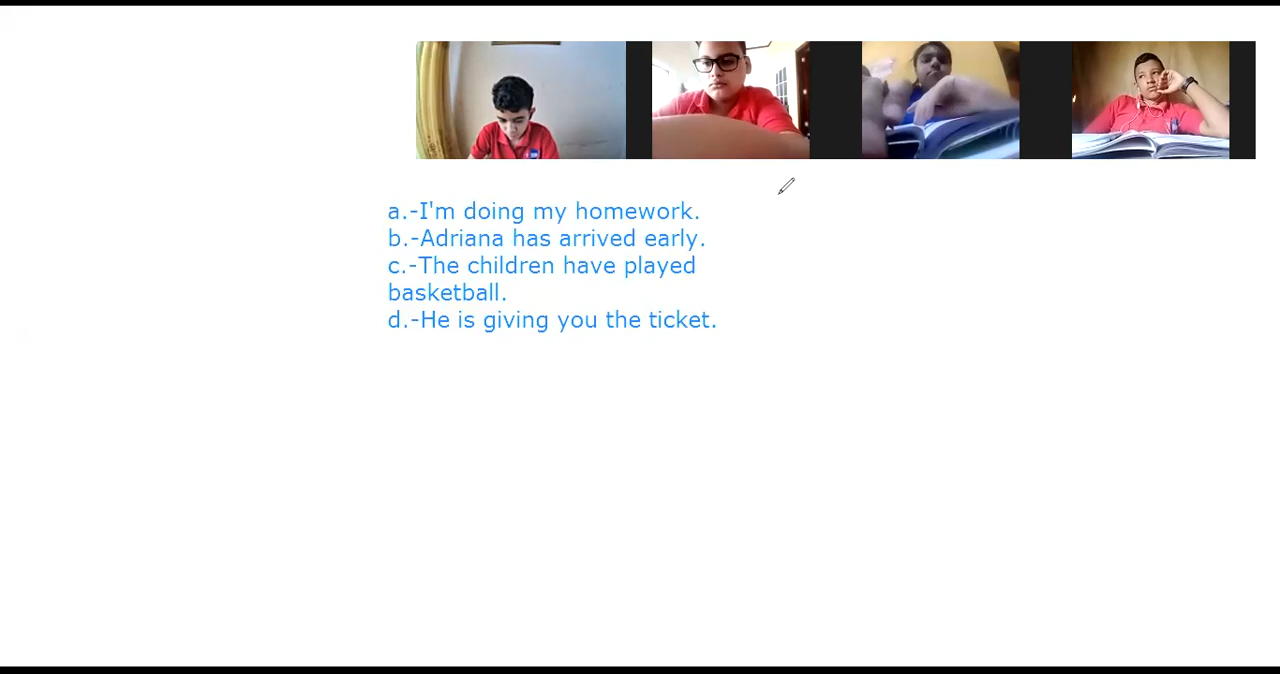 a.-I'm doing my homework.
b.-Adriana has arrived early.
c.-The children have played
basketball.
d.-He is giving you the ticket.